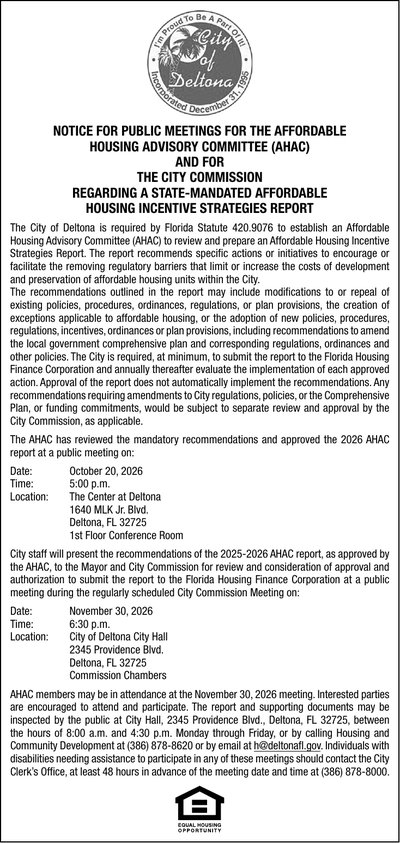 I'm Proud To Be A Part Of It!
City
of
Deltona
Incorporated December 31, 1995
NOTICE FOR PUBLIC MEETINGS FOR THE AFFORDABLE
HOUSING ADVISORY COMMITTEE (AHAC)
AND FOR
THE CITY COMMISSION
REGARDING A STATE-MANDATED AFFORDABLE
HOUSING INCENTIVE STRATEGIES REPORT
The City of Deltona is required by Florida Statute 420.9076 to establish an Affordable
Housing Advisory Committee (AHAC) to review and prepare an Affordable Housing Incentive
Strategies Report. The report recommends specific actions or initiatives to encourage or
facilitate the removing regulatory barriers that limit or increase the costs of development
and preservation of affordable housing units within the City.
The recommendations outlined in the report may include modifications to or repeal of
existing policies, procedures, ordinances, regulations, or plan provisions, the creation of
exceptions applicable to affordable housing, or the adoption of new policies, procedures,
regulations, incentives, ordinances or plan provisions, including recommendations to amend
the local government comprehensive plan and corresponding regulations, ordinances and
other policies. The City is required, at minimum, to submit the report to the Florida Housing
Finance Corporation and annually thereafter evaluate the implementation of each approved
action. Approval of the report does not automatically implement the recommendations. Any
recommendations requiring amendments to City regulations, policies, or the Comprehensive
Plan, or funding commitments, would be subject to separate review and approval by the
City Commission, as applicable.
The AHAC has reviewed the mandatory recommendations and approved the 2026 AHAC
report at a public meeting on:
Date: October 20, 2026
Time: 5:00 p.m.
Location: The Center at Deltona
1640 MLK Jr. Blvd.
Deltona, FL 32725
1st Floor Conference Room
City staff will present the recommendations of the 2025-2026 AHAC report, as approved by
the AHAC, to the Mayor and City Commission for review and consideration of approval and
authorization to submit the report to the Florida Housing Finance Corporation at a public
meeting during the regularly scheduled City Commission Meeting on:
Date: November 30, 2026
Time: 6:30 p.m.
Location: City of Deltona City Hall
2345 Providence Blvd.
Deltona, FL 32725
Commission Chambers
AHAC members may be in attendance at the November 30, 2026 meeting. Interested parties
are encouraged to attend and participate. The report and supporting documents may be
inspected by the public at City Hall, 2345 Providence Blvd., Deltona, FL 32725, between
the hours of 8:00 a.m. and 4:30 p.m. Monday through Friday, or by calling Housing and
Community Development at (386) 878-8620 or by email at h@deltonafl.gov. Individuals with
disabilities needing assistance to participate in any of these meetings should contact the City
Clerk's Office, at least 48 hours in advance of the meeting date and time at (386) 878-8000.
EQUAL HOUSING
OPPORTUNITY